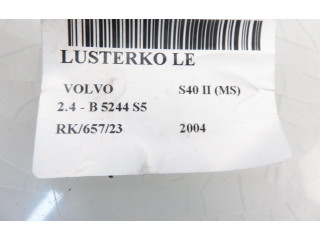 LUSTERKO LE
VOLVO S40 II (MS)
2.4 - B 5244 S5
RK/657/23 2004